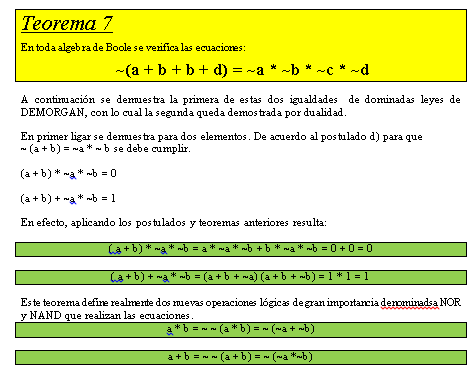 Teorema 7
En toda algebra de Boole se verifica las ecuaciones:
~(a + b + b + d) = ~a * ~b * ~c * ~d
A continuación se demuestra la primera de estas dos igualdades de dominadas leyes de
DEMORGAN, con lo cual la segunda queda demostrada por dualidad.
En primer ligar se demuestra para dos elementos. De acuerdo al postulado d) para que
~ (a + b) = ~a * ~ b se debe cumplir.
(a + b) * ~a * ~b = 0
(a + b) + ~a * ~b = 1
En efecto, aplicando los postulados y teoremas anteriores resulta:
( a + b) * ~a * ~b = a * ~a * ~b + b * ~a * ~b = 0 + 0 = 0
( a + b) + ~a * ~b = (a + b + ~a) (a + b + ~b) = 1 * 1 = 1
Este teorema define realmente dos nuevas operaciones lógicas de gran importancia denominadsa NOR
y NAND que realizan las ecuaciones.
a * b = ~ ~ (a * b) = ~ (~a + ~b)
a + b = ~ ~ (a + b) = ~ (~a *~b)